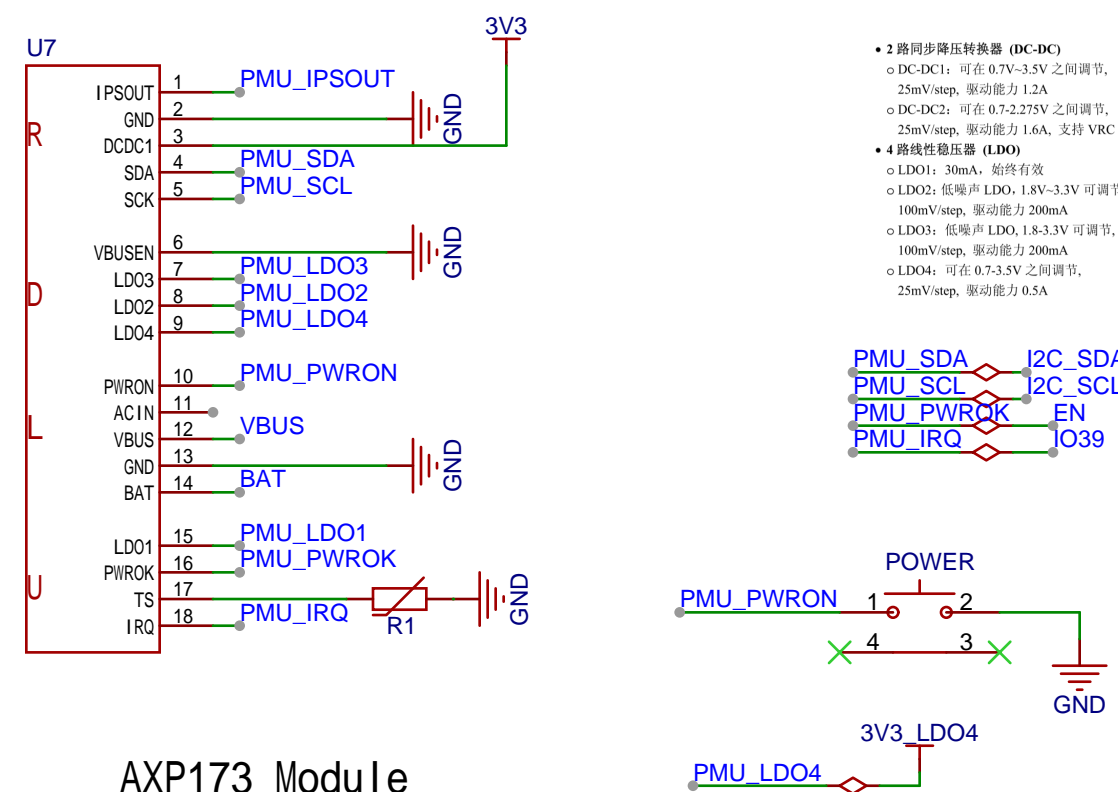 U7
R
D
L
U
IPSOUT 1 PMU_IPSOUT
GND 2 GND
DCDC1 3 3V3
SDA 4 PMU_SDA
SCK 5 PMU_SCL
VBUSEN 6 GND
LDO3 7 PMU_LDO3
LDO2 8 PMU_LDO2
LDO4 9 PMU_LDO4
PWRON 10 PMU_PWRON
ACIN 11
VBUS 12 VBUS
GND 13 GND
BAT 14 BAT
LDO1 15 PMU_LDO1
PWROK 16 PMU_PWROK
TS 17 R1 GND
IRQ 18 PMU_IRQ
AXP173 Module
• 2 路同步降压转换器 (DC-DC)
o DC-DC1：可在 0.7V~3.5V 之间调节,
25mV/step, 驱动能力 1.2A
o DC-DC2：可在 0.7-2.275V 之间调节,
25mV/step, 驱动能力 1.6A, 支持 VRC
• 4 路线性稳压器 (LDO)
o LDO1：30mA，始终有效
o LDO2：低噪声 LDO，1.8V~3.3V 可调节
100mV/step, 驱动能力 200mA
o LDO3：低噪声 LDO, 1.8-3.3V 可调节,
100mV/step, 驱动能力 200mA
o LDO4：可在 0.7-3.5V 之间调节,
25mV/step, 驱动能力 0.5A
PMU_SDA I2C_SDA
PMU_SCL I2C_SCL
PMU_PWROK EN
PMU_IRQ IO39
POWER
PMU_PWRON 1 2
4 3
GND
3V3_LDO4
PMU_LDO4